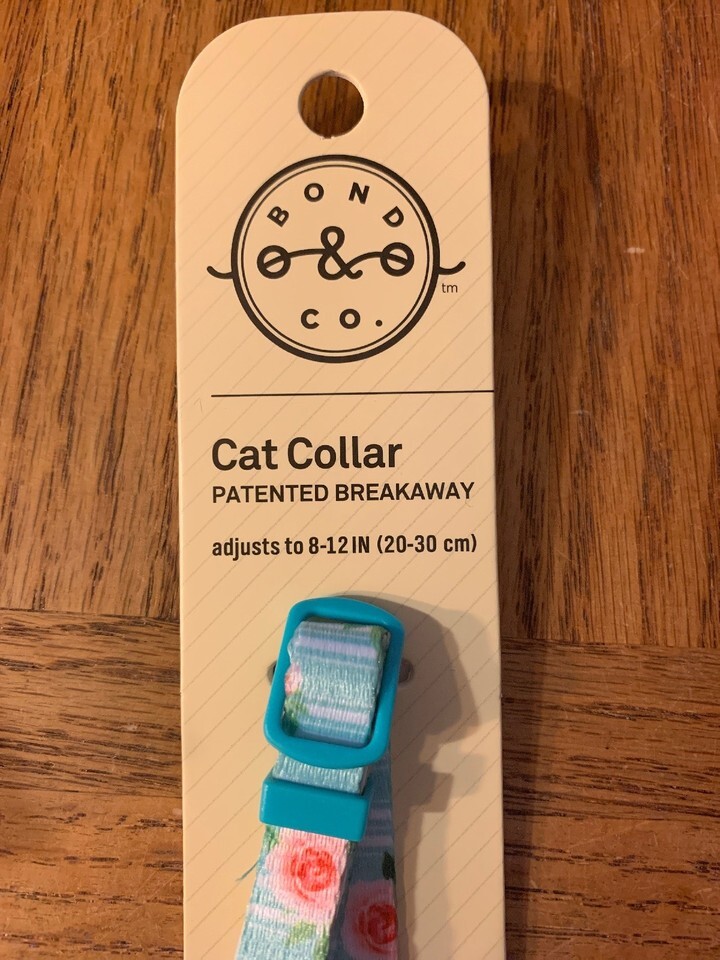 BOND
&
CO.
tm
Cat Collar
PATENTED BREAKAWAY
adjusts to 8-12 IN (20-30 cm)